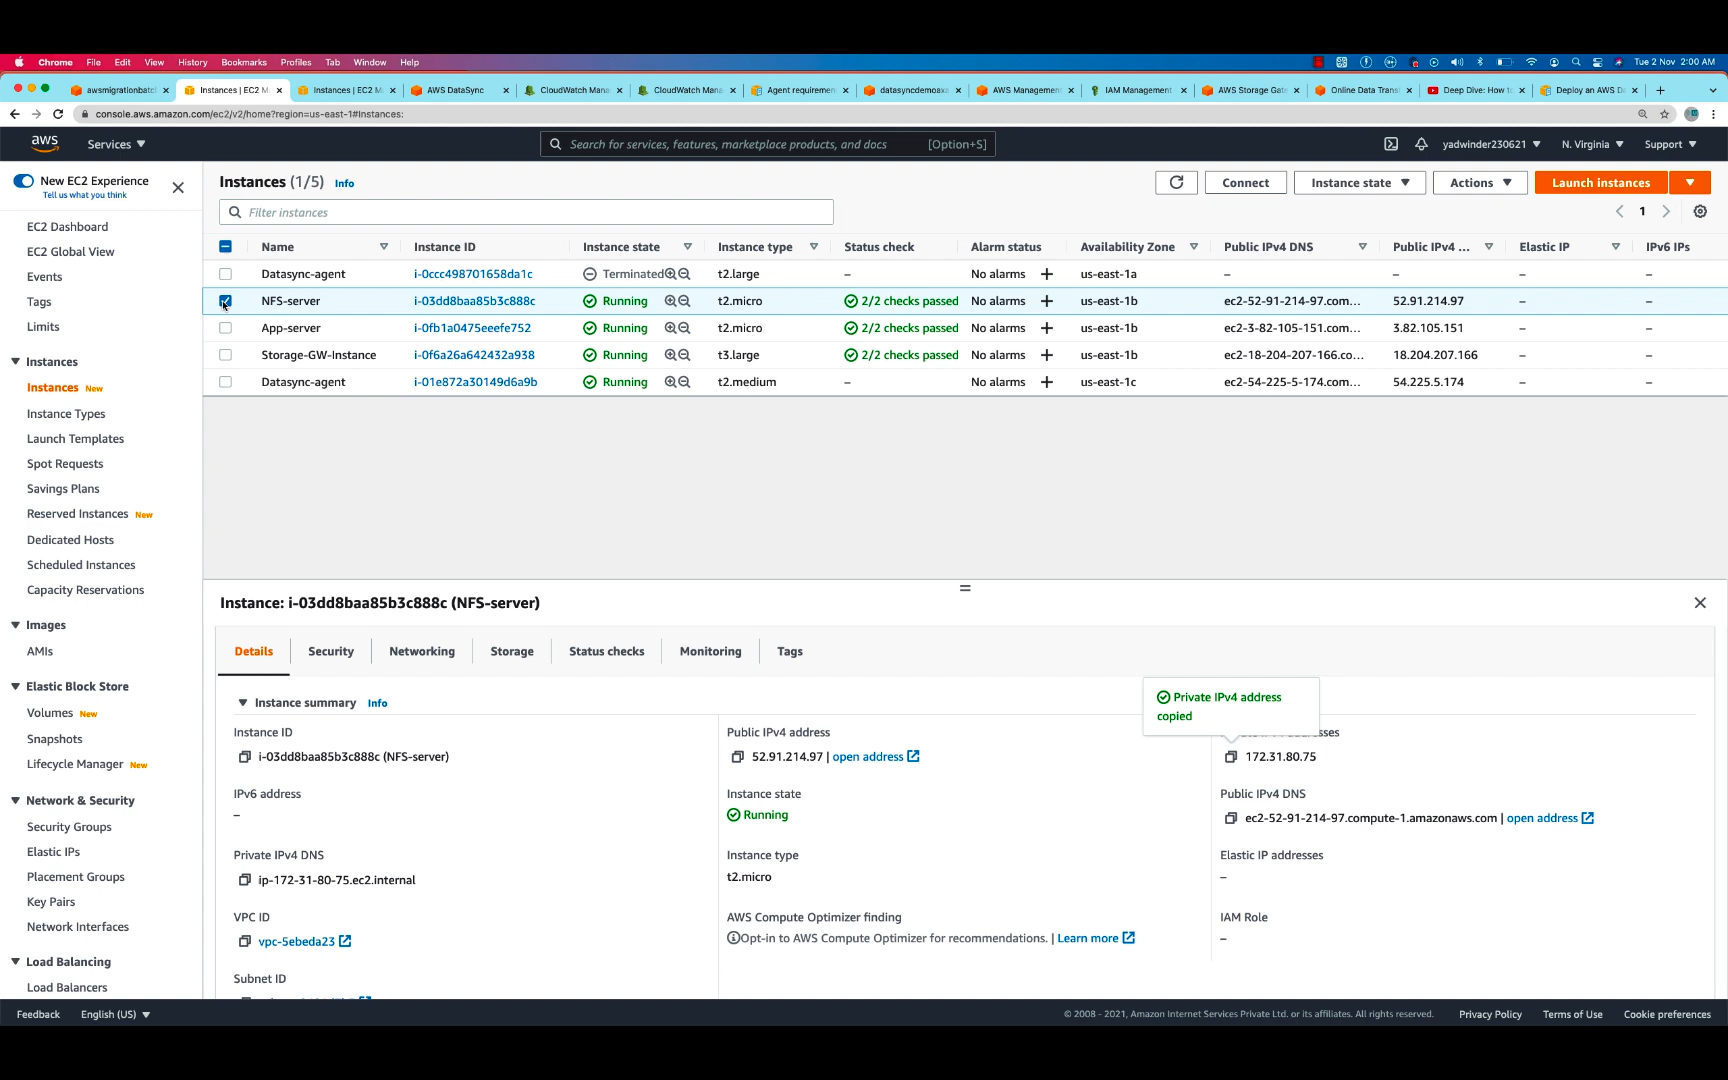 Chrome File Edit View History Bookmarks Profiles Tab Window Help Tue 2 Nov 2:00 AM
awsmigrationbatc Instances | EC2 M Instances | EC2 M AWS DataSync CloudWatch Mana CloudWatch Mana Agent requiremen datasyncdemoaxa AWS Management IAM Management AWS Storage Gat Online Data Trans Deep Dive: How t Deploy an AWS D
console.aws.amazon.com/ec2/v2/home?region=us-east-1#Instances:
aws Services Search for services, features, marketplace products, and docs [Option+S] yadwinder230621 N. Virginia Support
New EC2 Experience
Tell us what you think
EC2 Dashboard
EC2 Global View
Events
Tags
Limits
Instances
Instances New
Instance Types
Launch Templates
Spot Requests
Savings Plans
Reserved Instances New
Dedicated Hosts
Scheduled Instances
Capacity Reservations
Images
AMIs
Elastic Block Store
Volumes New
Snapshots
Lifecycle Manager New
Network & Security
Security Groups
Elastic IPs
Placement Groups
Key Pairs
Network Interfaces
Load Balancing
Load Balancers
Instances (1/5) Info Connect Instance state Actions Launch instances
Filter instances 1
Name Instance ID Instance state Instance type Status check Alarm status Availability Zone Public IPv4 DNS Public IPv4 ... Elastic IP IPv6 IPs
Datasync-agent i-0ccc498701658da1c Terminated t2.large – No alarms + us-east-1a – – – –
NFS-server i-03dd8baa85b3c888c Running t2.micro 2/2 checks passed No alarms + us-east-1b ec2-52-91-214-97.com... 52.91.214.97 – –
App-server i-0fb1a0475eeefe752 Running t2.micro 2/2 checks passed No alarms + us-east-1b ec2-3-82-105-151.com... 3.82.105.151 – –
Storage-GW-Instance i-0f6a26a642432a938 Running t3.large 2/2 checks passed No alarms + us-east-1b ec2-18-204-207-166.co... 18.204.207.166 – –
Datasync-agent i-01e872a30149d6a9b Running t2.medium – No alarms + us-east-1c ec2-54-225-5-174.com... 54.225.5.174 – –
Instance: i-03dd8baa85b3c888c (NFS-server)
Details Security Networking Storage Status checks Monitoring Tags
Instance summary Info
Private IPv4 address
copied
Instance ID
i-03dd8baa85b3c888c (NFS-server)
Public IPv4 address
52.91.214.97 | open address
172.31.80.75
IPv6 address
–
Instance state
Running
Public IPv4 DNS
ec2-52-91-214-97.compute-1.amazonaws.com | open address
Private IPv4 DNS
ip-172-31-80-75.ec2.internal
Instance type
t2.micro
Elastic IP addresses
–
VPC ID
vpc-5ebeda23
AWS Compute Optimizer finding
Opt-in to AWS Compute Optimizer for recommendations. | Learn more
IAM Role
–
Subnet ID
Feedback English (US) © 2008 - 2021, Amazon Internet Services Private Ltd. or its affiliates. All rights reserved. Privacy Policy Terms of Use Cookie preferences